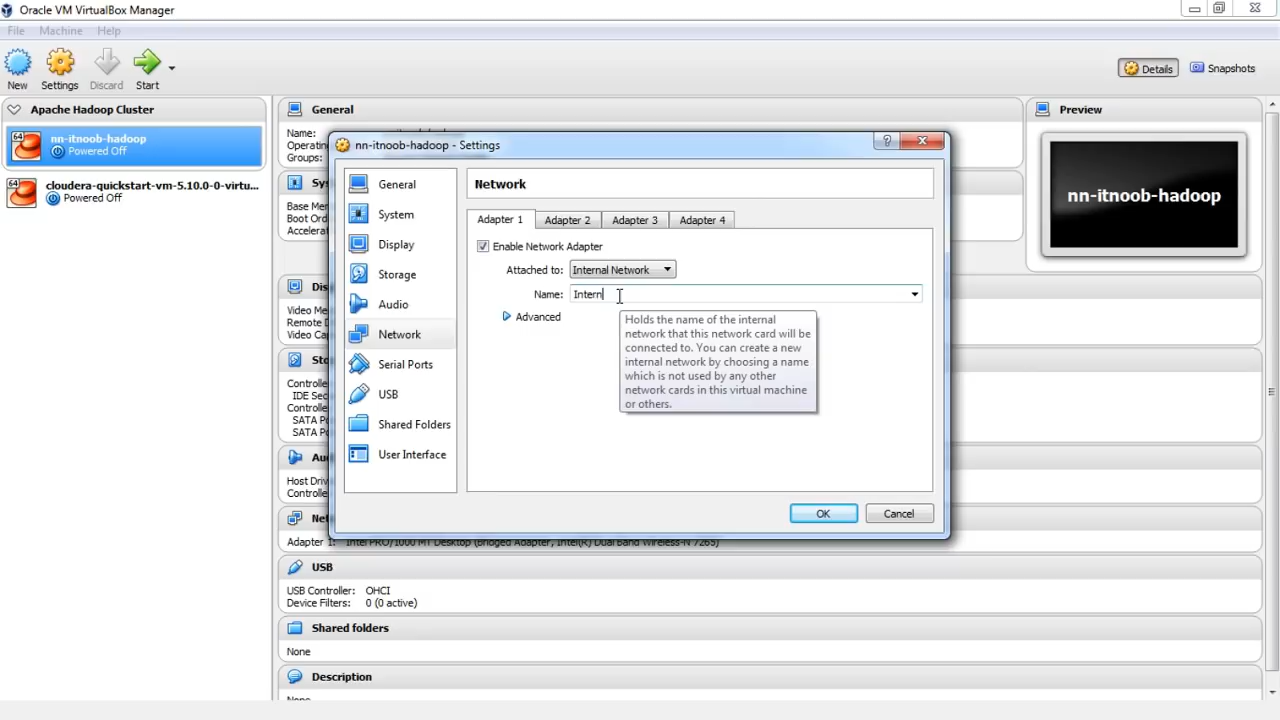 Oracle VM VirtualBox Manager
File Machine Help
New Settings Discard Start
Details Snapshots
Apache Hadoop Cluster
nn-itnoob-hadoop
Powered Off
cloudera-quickstart-vm-5.10.0-0-virtu...
Powered Off
General
Name:
Operatin
Groups:
Sys
Base Mem
Boot Ord
Accelerat
Dis
Video Me
Remote D
Video Ca
Sto
Controlle
IDE Sec
Controlle
SATA Po
SATA Po
Au
Host Driv
Controlle
Net
Adapter 1: Intel PRO/1000 MT Desktop (Bridged Adapter, Intel(R) Dual Band Wireless-N 7265)
USB
USB Controller: OHCI
Device Filters: 0 (0 active)
Shared folders
None
Description
None
Preview
nn-itnoob-hadoop
nn-itnoob-hadoop - Settings
General
System
Display
Storage
Audio
Network
Serial Ports
USB
Shared Folders
User Interface
Network
Adapter 1 Adapter 2 Adapter 3 Adapter 4
Enable Network Adapter
Attached to: Internal Network
Name: Intern
Advanced
Holds the name of the internal
network that this network card will be
connected to. You can create a new
internal network by choosing a name
which is not used by any other
network cards in this virtual machine
or others.
OK Cancel